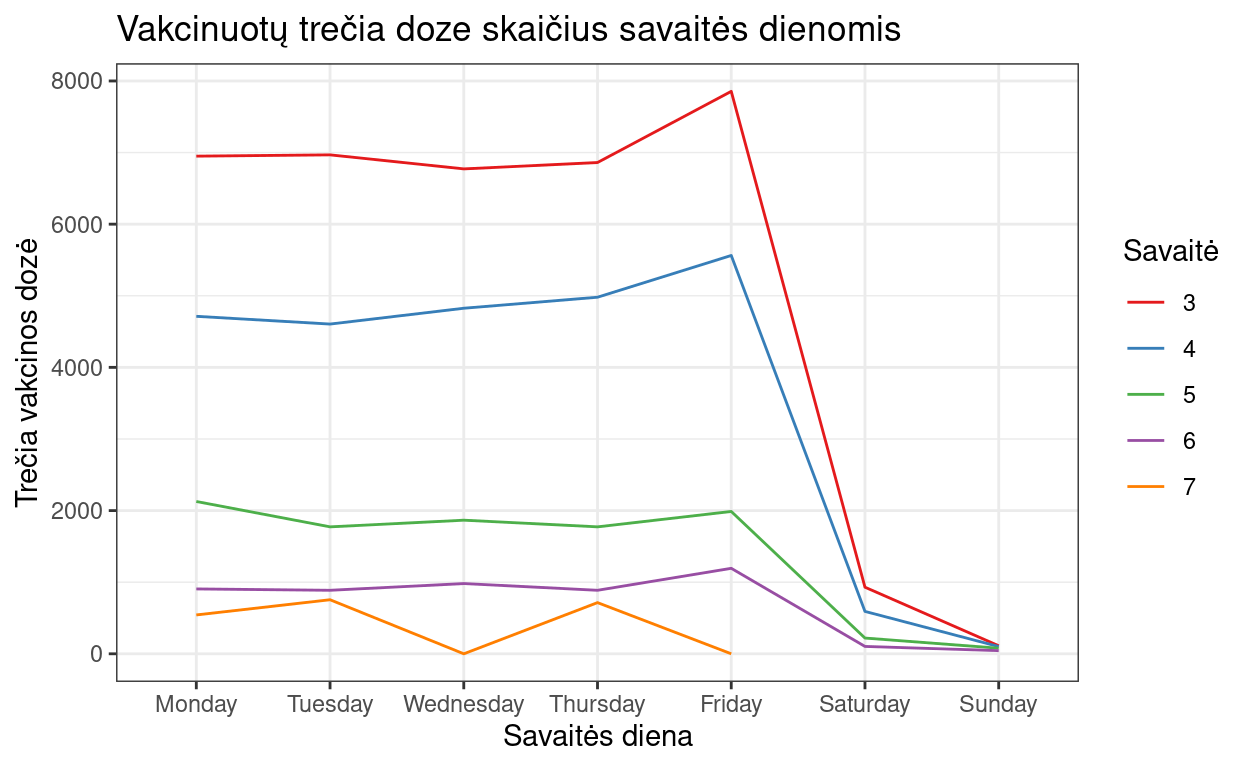 Vakcinuotų trečia doze skaičius savaitės dienomis
Trečia vakcinos dozė
8000
6000
4000
2000
0
Monday
Tuesday
Wednesday
Thursday
Friday
Saturday
Sunday
Savaitės diena
Savaitė
3
4
5
6
7